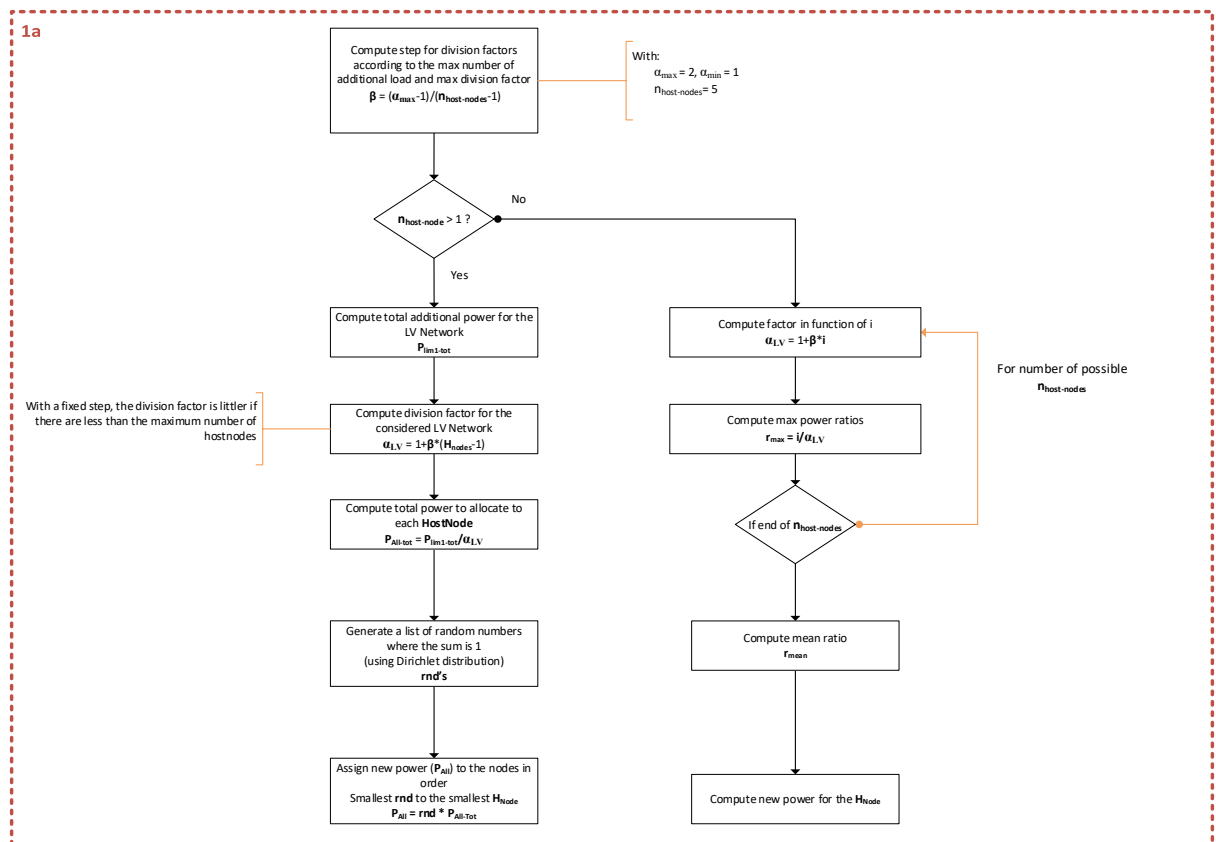 1a
Compute step for division factors
according to the max number of
additional load and max division factor
β = (αmax-1)/(nhost-nodes-1)
With:
αmax = 2, αmin = 1
nhost-nodes= 5
nhost-node > 1 ?
No
Yes
Compute total additional power for the
LV Network
Plim1-tot
With a fixed step, the division factor is littler if
there are less than the maximum number of
hostnodes
Compute division factor for the
considered LV Network
αLV = 1+β*(Hnodes-1)
Compute total power to allocate to
each HostNode
PAll-tot = Plim1-tot/αLV
Generate a list of random numbers
where the sum is 1
(using Dirichlet distribution)
rnd's
Assign new power (PAll) to the nodes in
order
Smallest rnd to the smallest HNode
PAll = rnd * PAll-Tot
Compute factor in function of i
αLV = 1+β*i
For number of possible
nhost-nodes
Compute max power ratios
rmax = i/αLV
If end of nhost-nodes
Compute mean ratio
rmean
Compute new power for the HNode